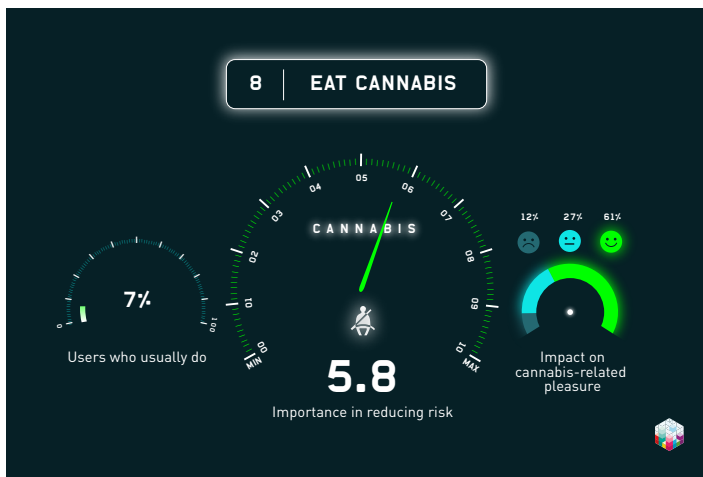 8 EAT CANNABIS
CANNABIS
00
01
02
03
04
05
06
07
08
09
10
MIN
MAX
5.8
Importance in reducing risk
7%
0
100
Users who usually do
12% 27% 61%
Impact on
cannabis-related
pleasure